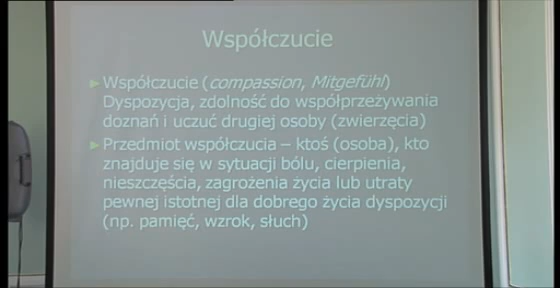 Współczucie
►Współczucie (compassion, Mitgefühl)
Dyspozycja, zdolność do współprzeżywania
doznań i uczuć drugiej osoby (zwierzęcia)
►Przedmiot współczucia – ktoś (osoba), kto
znajduje się w sytuacji bólu, cierpienia,
nieszczęścia, zagrożenia życia lub utraty
pewnej istotnej dla dobrego życia dyspozycji
(np. pamięć, wzrok, słuch)